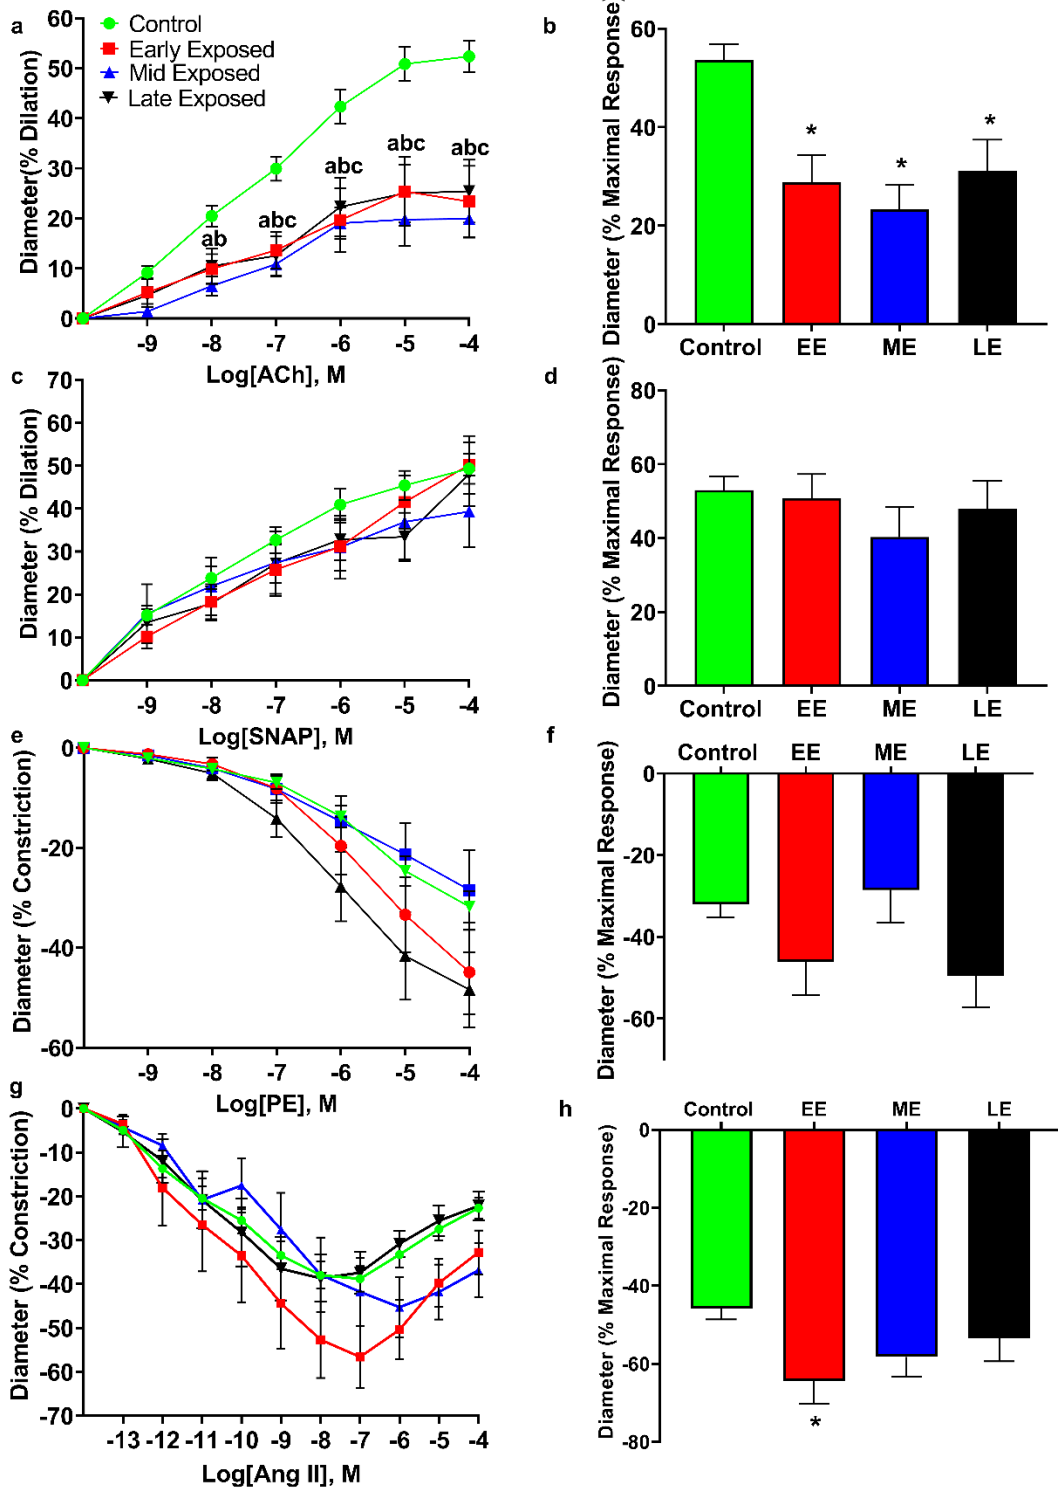 a
Diameter(% Dilation)
60
50
40
30
20
10
0
Control
Early Exposed
Mid Exposed
Late Exposed
ab
abc
abc
abc
abc
-9 -8 -7 -6 -5 -4
Log[ACh], M
b
Diameter (% Maximal Response)
60
40
20
0
* * *
Control EE ME LE
c
Diameter (% Dilation)
70
60
50
40
30
20
10
0
-9 -8 -7 -6 -5 -4
Log[SNAP], M
d
Diameter (% Maximal Response)
80
60
40
20
0
Control EE ME LE
e
Diameter (% Constriction)
0
-20
-40
-60
-9 -8 -7 -6 -5 -4
Log[PE], M
f
Diameter (% Maximal Response)
Control EE ME LE
0
-20
-40
-60
g
Diameter (% Constriction)
0
-10
-20
-30
-40
-50
-60
-70
-13 -12 -11 -10 -9 -8 -7 -6 -5 -4
Log[Ang II], M
h
Diameter (% Maximal Response)
Control EE ME LE
0
-20
-40
-60
-80
*